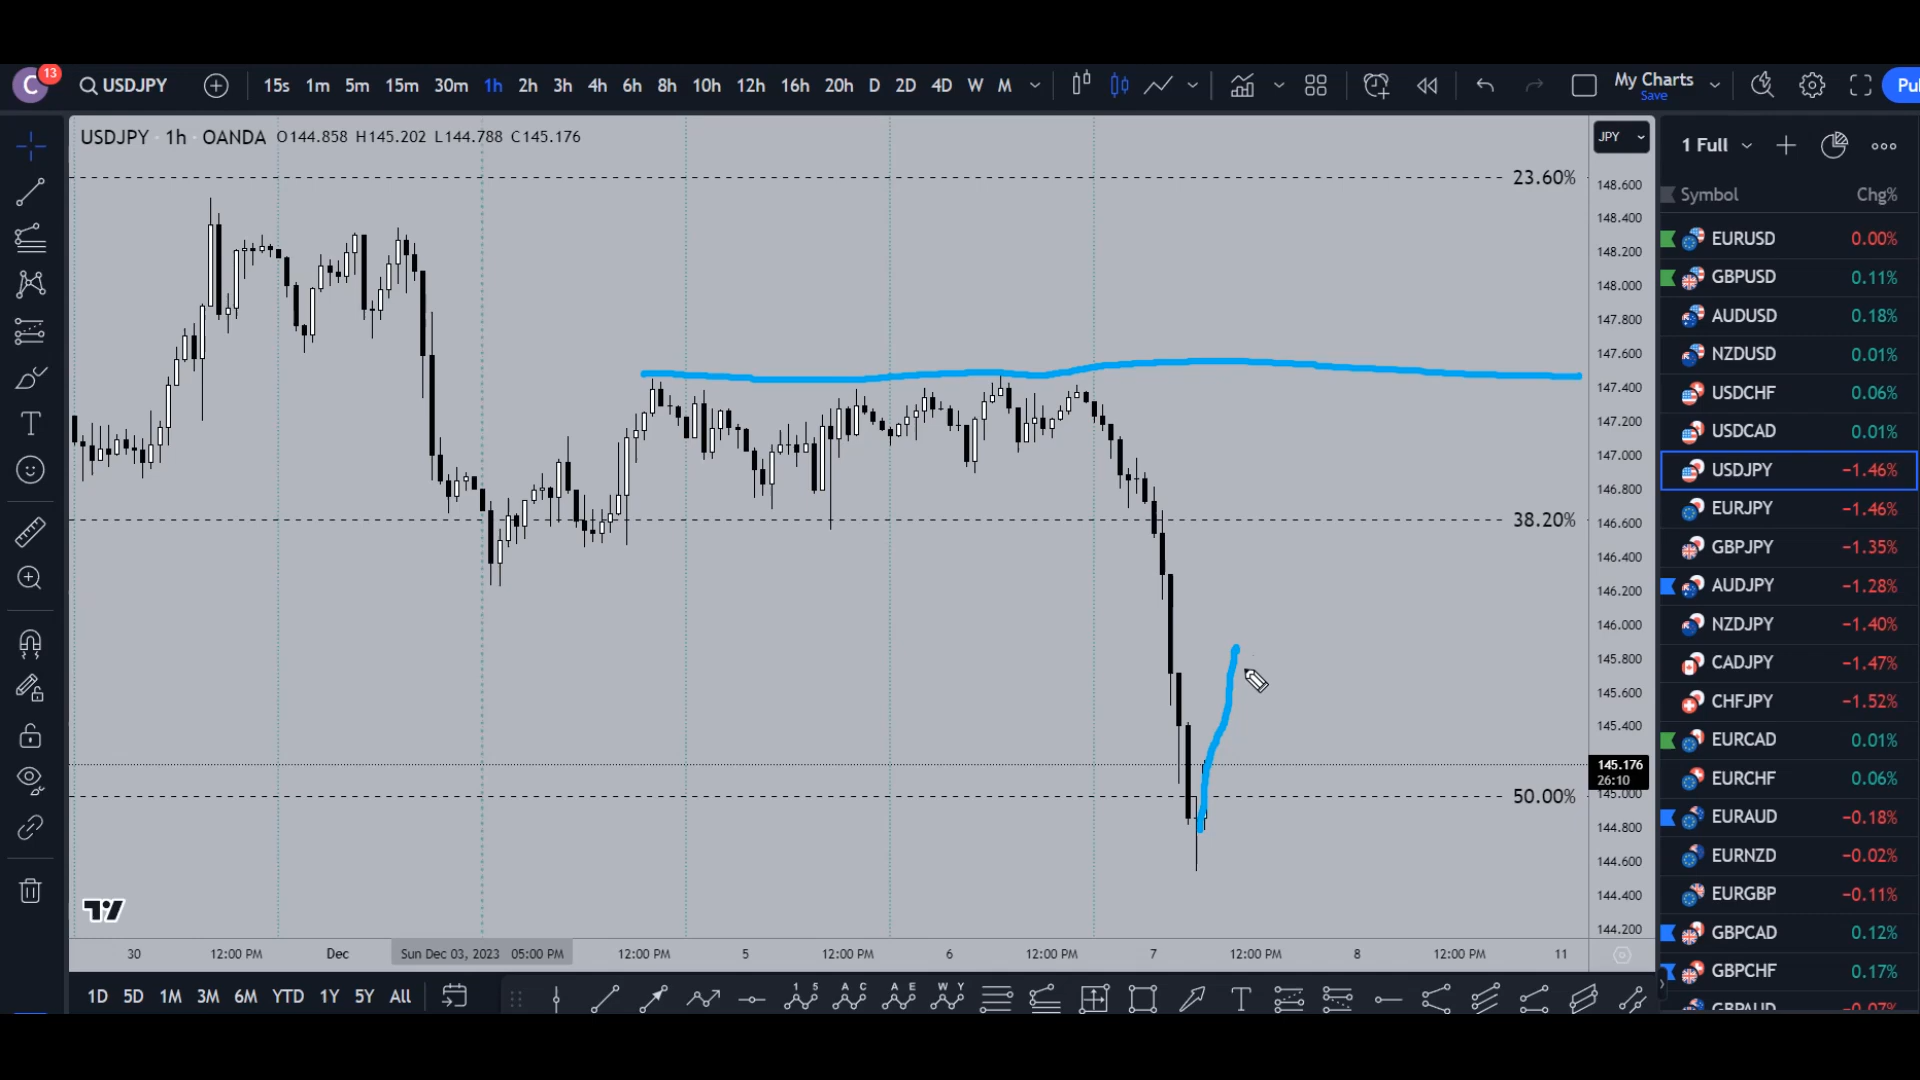 C 13 USDJPY 15s 1m 5m 15m 30m 1h 2h 3h 4h 6h 8h 10h 12h 16h 20h D 2D 4D W M My Charts Save Pu
USDJPY · 1h · OANDA O144.858 H145.202 L144.788 C145.176
JPY
1 Full
Symbol Chg%
EURUSD 0.00%
GBPUSD 0.11%
AUDUSD 0.18%
NZDUSD 0.01%
USDCHF 0.06%
USDCAD 0.01%
USDJPY −1.46%
EURJPY −1.46%
GBPJPY −1.35%
AUDJPY −1.28%
NZDJPY −1.40%
CADJPY −1.47%
CHFJPY −1.52%
EURCAD 0.01%
EURCHF 0.06%
EURAUD −0.18%
EURNZD −0.02%
EURGBP −0.11%
GBPCAD 0.12%
GBPCHF 0.17%
GBPAUD −0.07%
23.60%
38.20%
50.00%
148.600
148.400
148.200
148.000
147.800
147.600
147.400
147.200
147.000
146.800
146.600
146.400
146.200
146.000
145.800
145.600
145.400
145.176
26:10
145.000
144.800
144.600
144.400
144.200
30 12:00 PM Dec Sun Dec 03, 2023 05:00 PM 12:00 PM 5 12:00 PM 6 12:00 PM 7 12:00 PM 8 12:00 PM 11
1D 5D 1M 3M 6M YTD 1Y 5Y All
1 5 A C A E W Y T